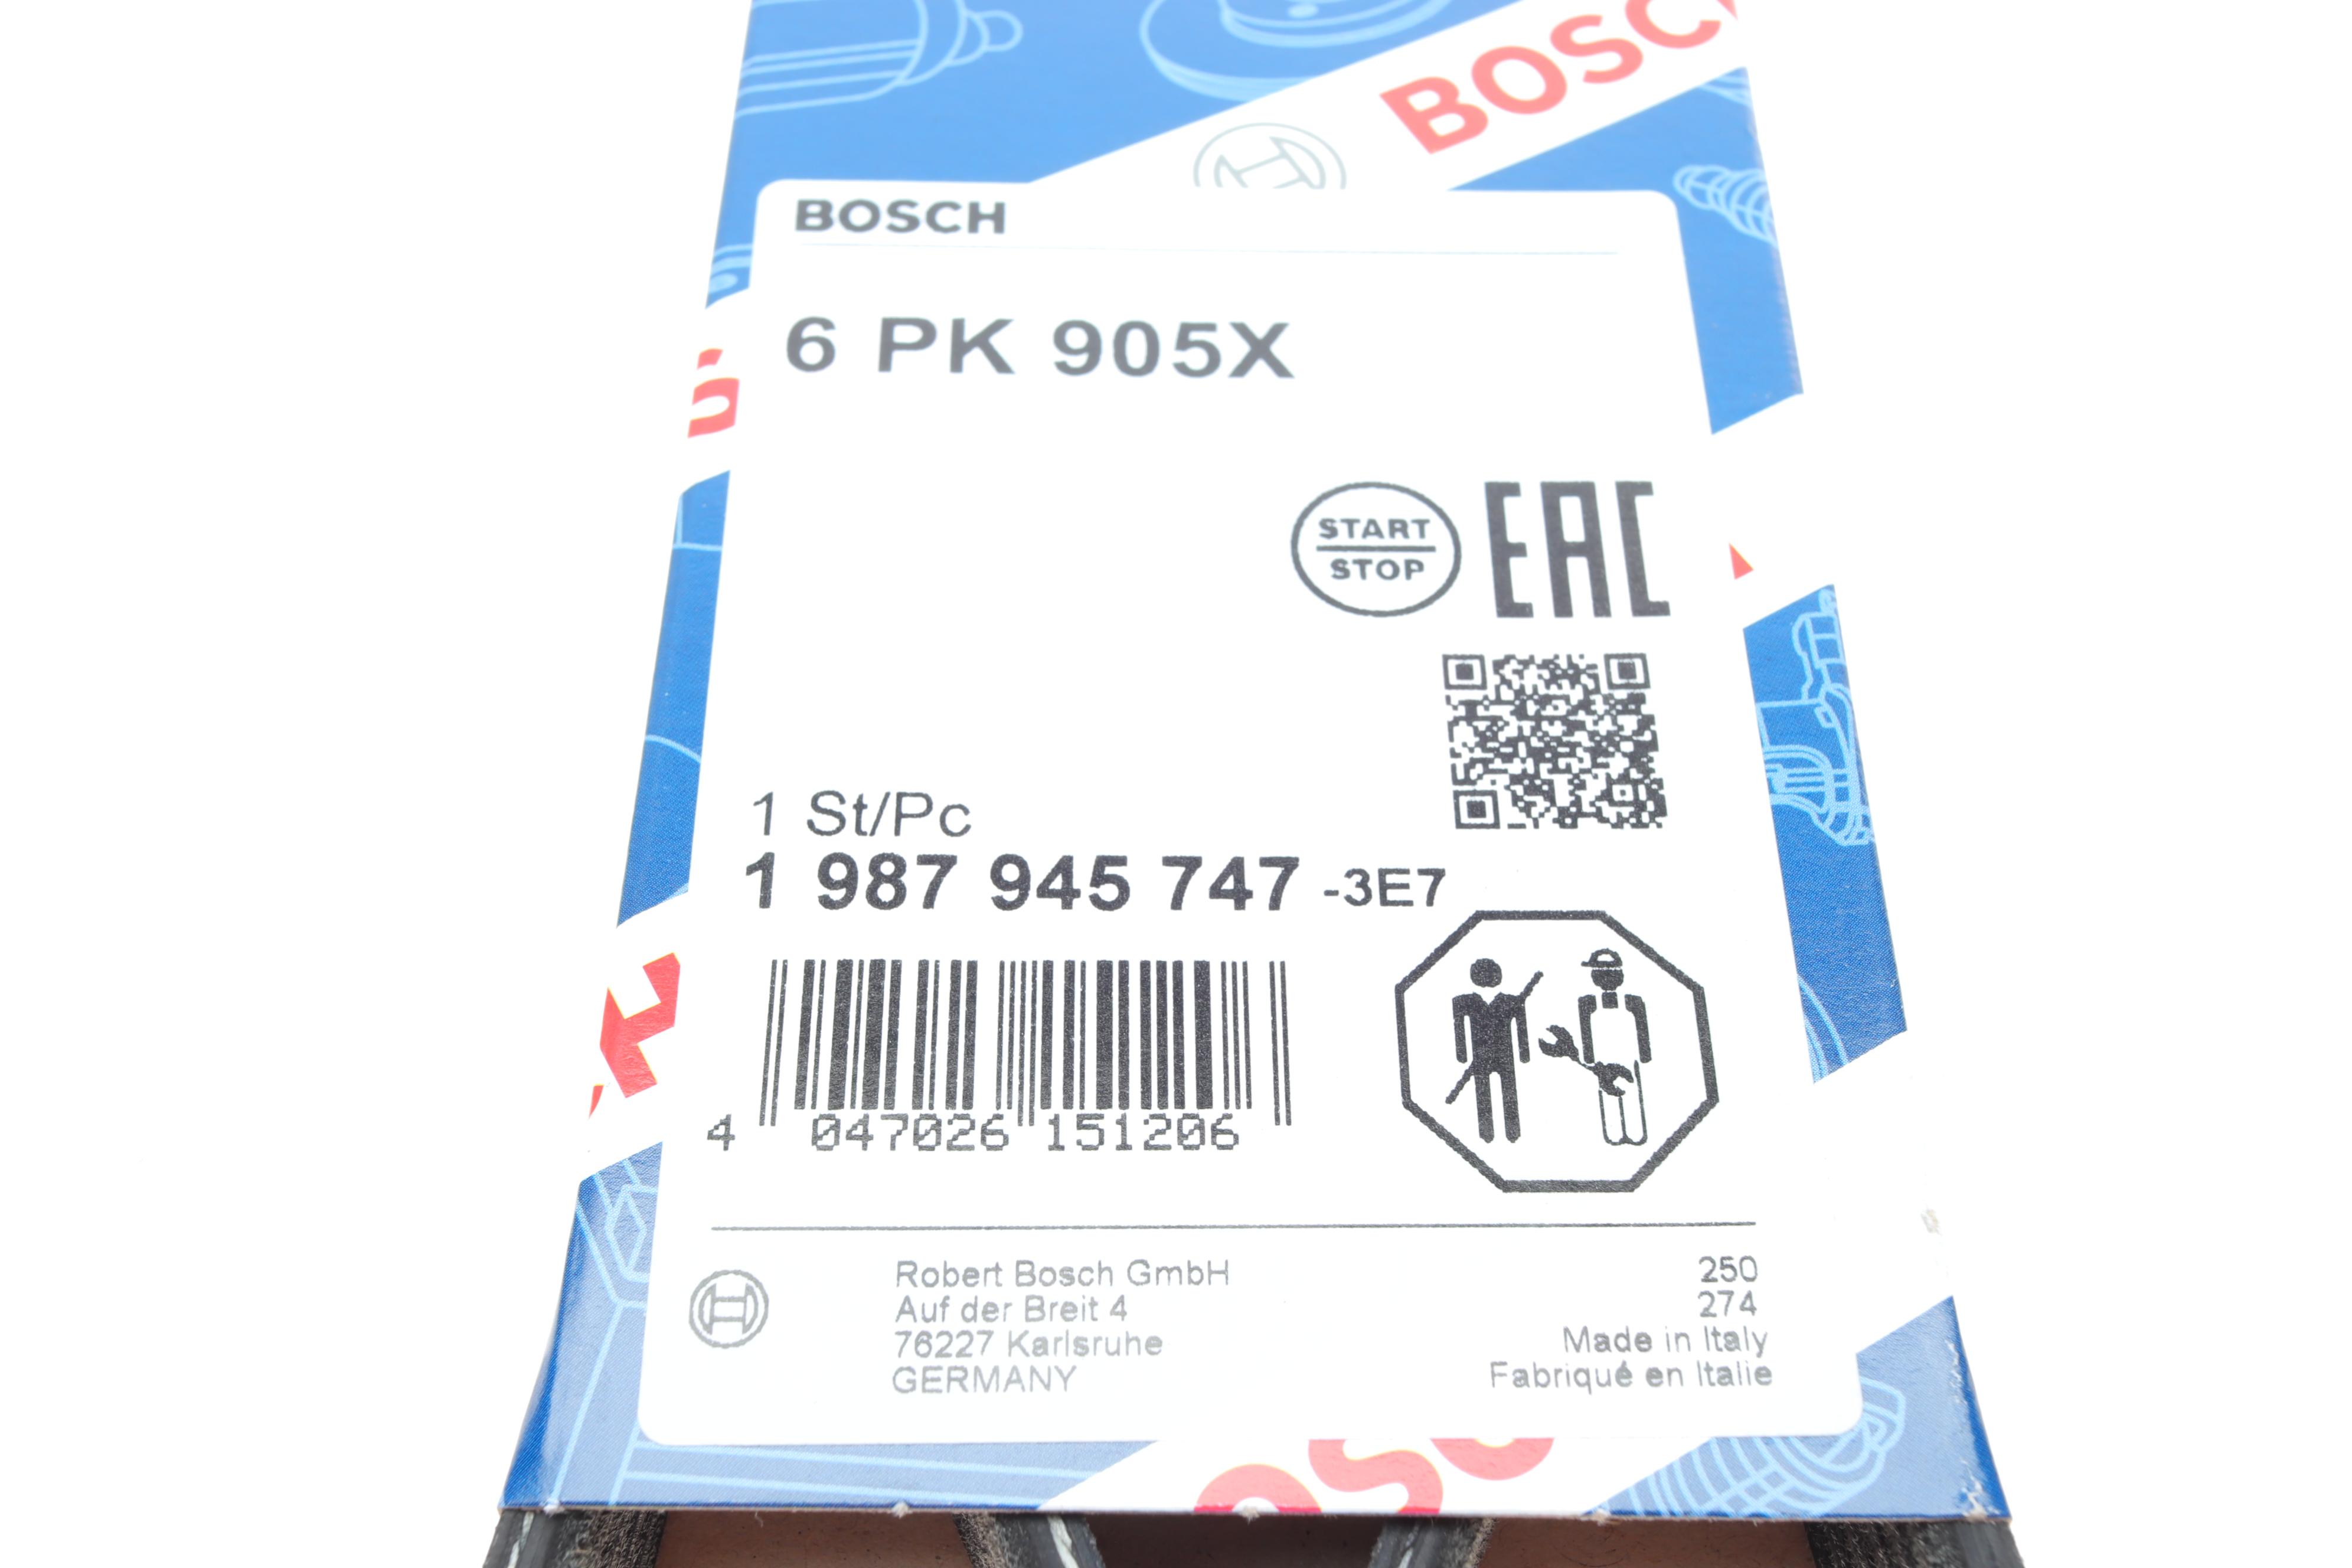 BOSCH
BOSCH
6 PK 905X
START
STOP
EAC
1 St/Pc
1 987 945 747 -3E7
4 047026 151206
Robert Bosch GmbH
Auf der Breit 4
76227 Karlsruhe
GERMANY
250
274
Made in Italy
Fabriqué en Italie